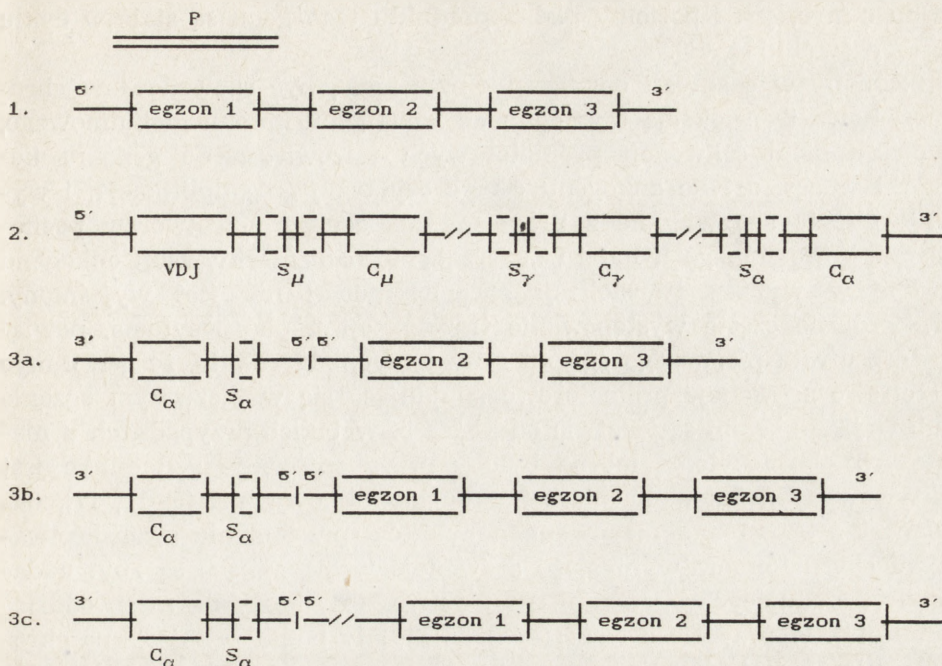 P
5′ 3′
1. egzon 1 egzon 2 egzon 3
5′ 3′
2.
VDJ Sμ Cμ Sγ Cγ Sα Cα
3′ 5′ 5′ 3′
3a. egzon 2 egzon 3
Cα Sα
3′ 5′ 5′ 3′
3b. egzon 1 egzon 2 egzon 3
Cα Sα
3′ 5′ 5′ 3′
3c. egzon 1 egzon 2 egzon 3
Cα Sα